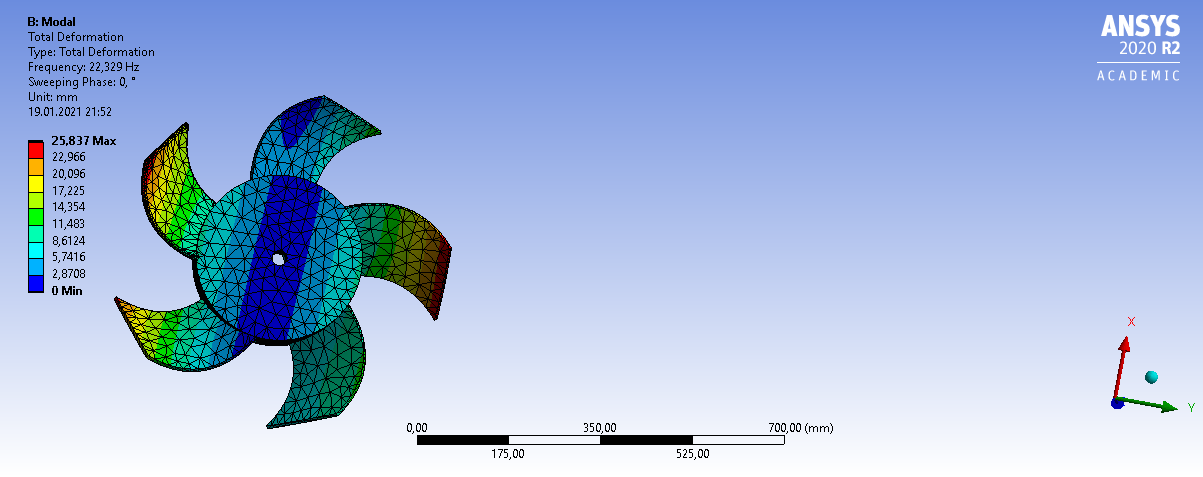 B: Modal
Total Deformation
Type: Total Deformation
Frequency: 22,329 Hz
Sweeping Phase: 0, °
Unit: mm
19.01.2021 21:52
25,837 Max
22,966
20,096
17,225
14,354
11,483
8,6124
5,7416
2,8708
0 Min
ANSYS
2020 R2
ACADEMIC
X
Y
0,00 350,00 700,00 (mm)
175,00 525,00